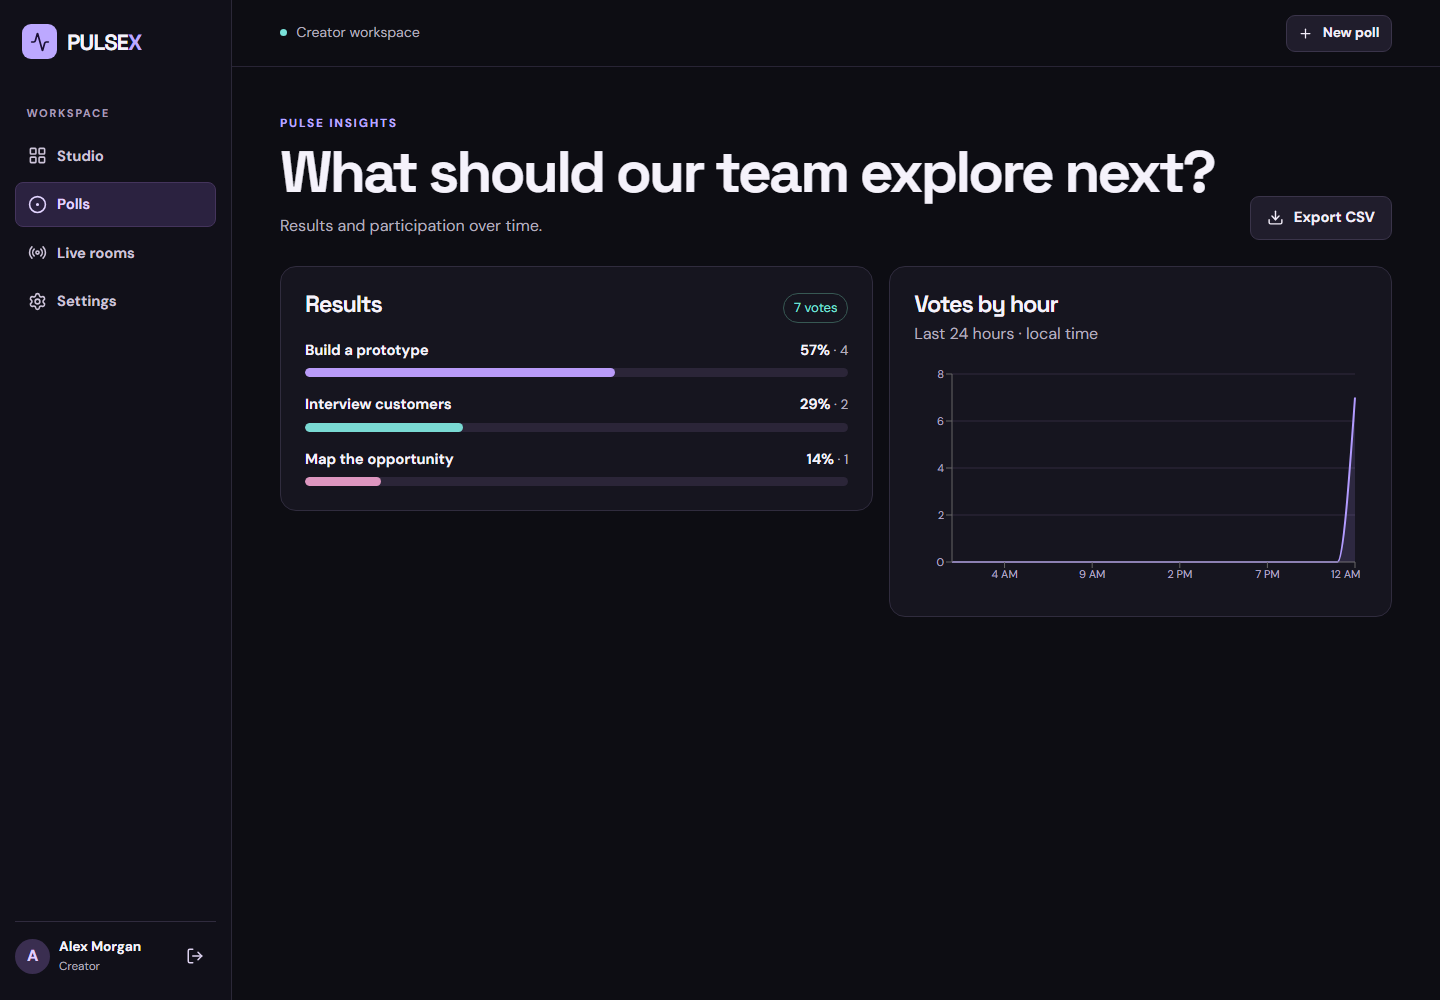 PULSEX
WORKSPACE
Studio
Polls
Live rooms
Settings
Alex Morgan
Creator
A
Creator workspace
New poll
PULSE INSIGHTS
What should our team explore next?
Results and participation over time.
Export CSV
Results
7 votes
Build a prototype
57% · 4
Interview customers
29% · 2
Map the opportunity
14% · 1
Votes by hour
Last 24 hours · local time
8
6
4
2
0
4 AM
9 AM
2 PM
7 PM
12 AM